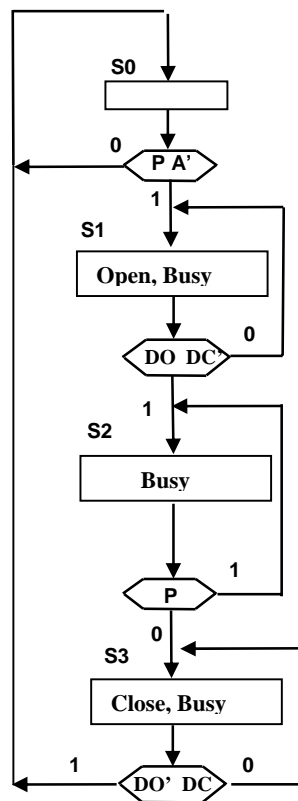 S0
0
P A’
1
S1
Open, Busy
0
DO DC’
1
S2
Busy
1
P
0
S3
Close, Busy
1
DO’ DC
0